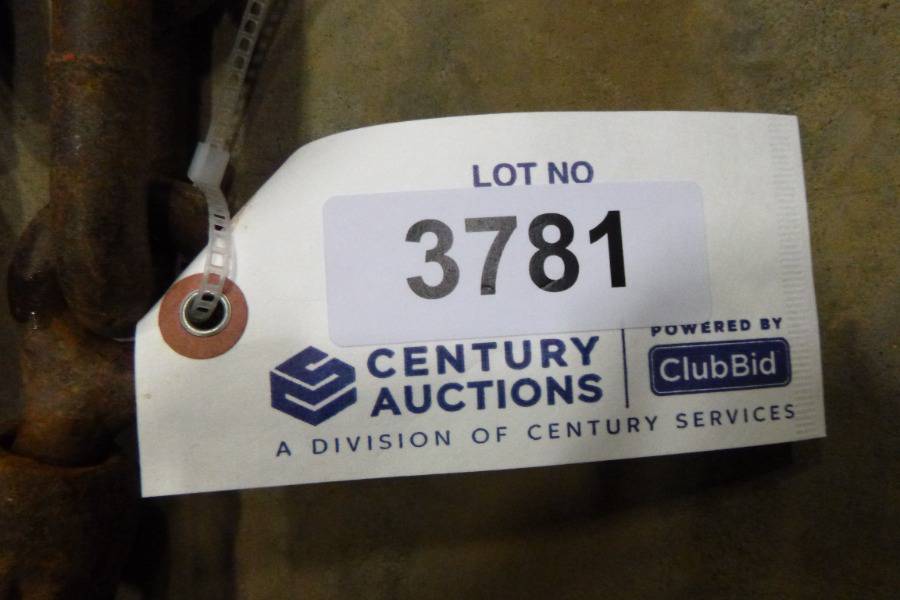 LOT NO
3781
CENTURY
AUCTIONS
POWERED BY
ClubBid
A DIVISION OF CENTURY SERVICES